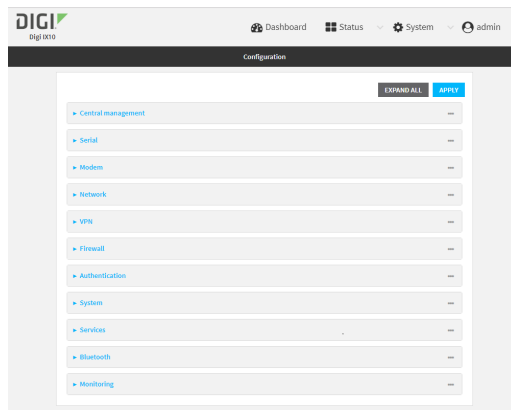 DIGI
Digi IX10
Dashboard Status System admin
Configuration
EXPAND ALL APPLY
Central management
Serial
Modem
Network
VPN
Firewall
Authentication
System
Services
Bluetooth
Monitoring